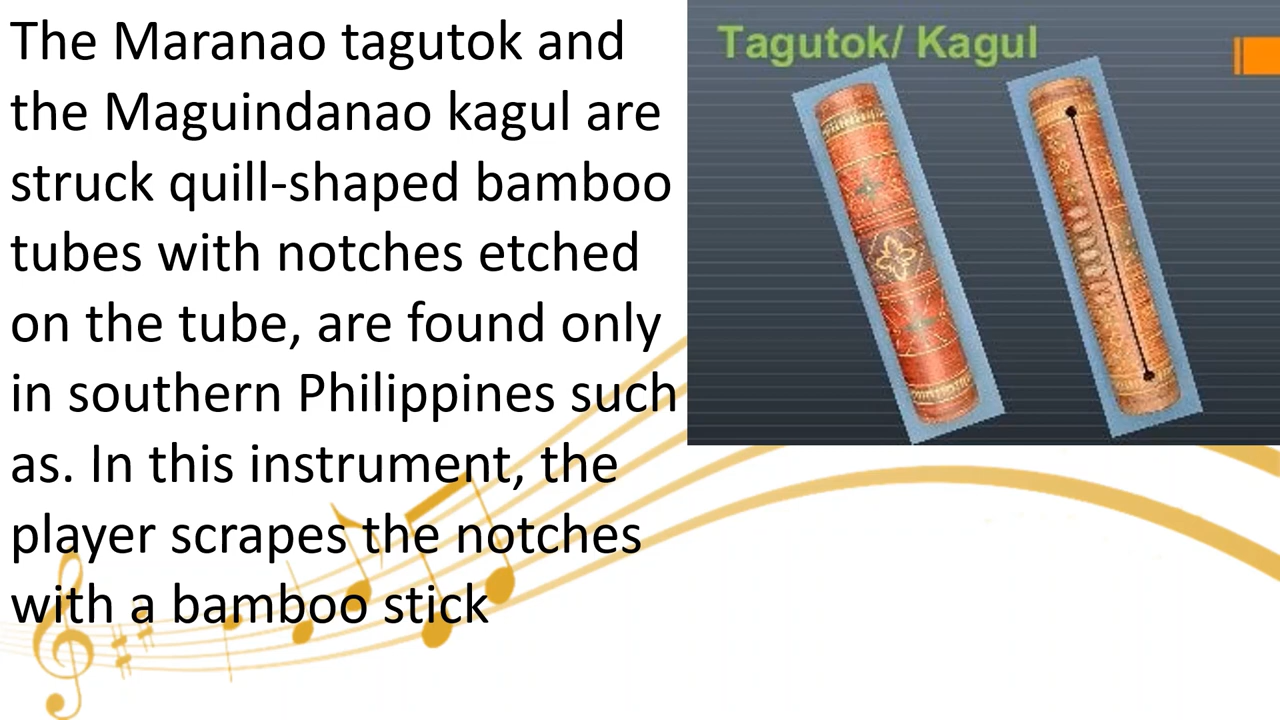 The Maranao tagutok and
the Maguindanao kagul are
struck quill-shaped bamboo
tubes with notches etched
on the tube, are found only
in southern Philippines such
as. In this instrument, the
player scrapes the notches
with a bamboo stick
Tagutok/ Kagul